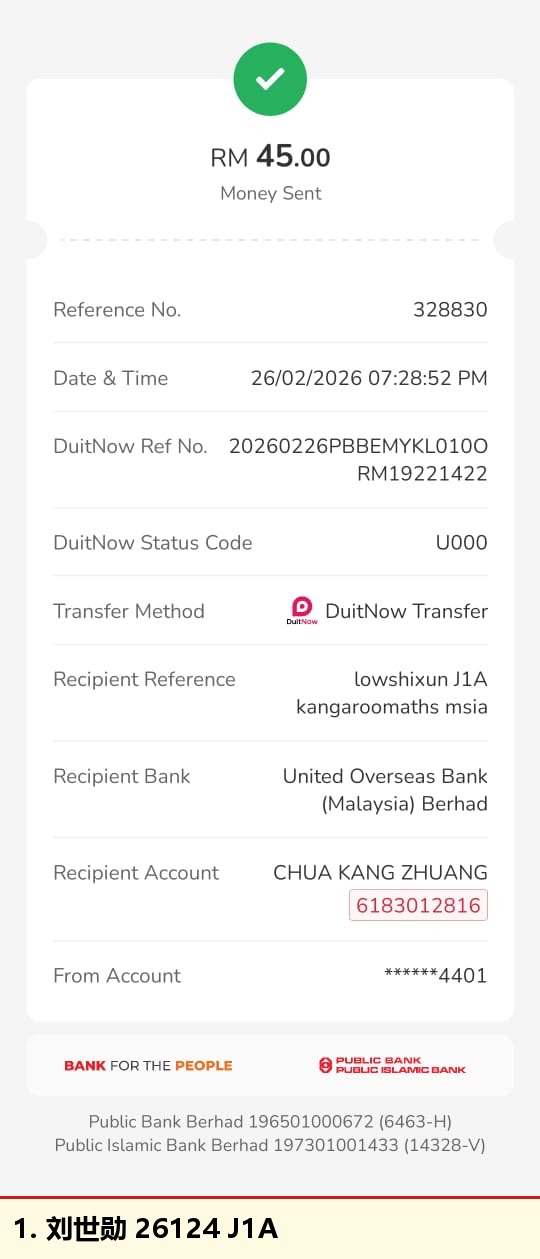 RM 45.00
Money Sent
Reference No. 328830
Date & Time 26/02/2026 07:28:52 PM
DuitNow Ref No. 20260226PBBEMYKL010O
RM19221422
DuitNow Status Code U000
Transfer Method DuitNow DuitNow Transfer
Recipient Reference lowshixun J1A
kangaroomaths msia
Recipient Bank United Overseas Bank
(Malaysia) Berhad
Recipient Account CHUA KANG ZHUANG
6183012816
From Account ******4401
BANK FOR THE PEOPLE PUBLIC BANK
PUBLIC ISLAMIC BANK
Public Bank Berhad 196501000672 (6463-H)
Public Islamic Bank Berhad 197301001433 (14328-V)
1. 刘世勋 26124 J1A